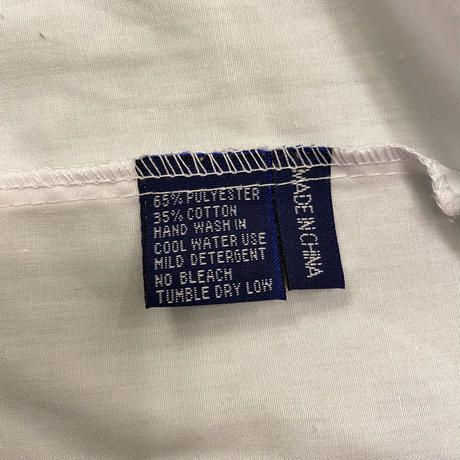 65% POLYESTER
35% COTTON
HAND WASH IN
COOL WATER USE
MILD DETERGENT
NO BLEACH
TUMBLE DRY LOW
MADE IN CHINA